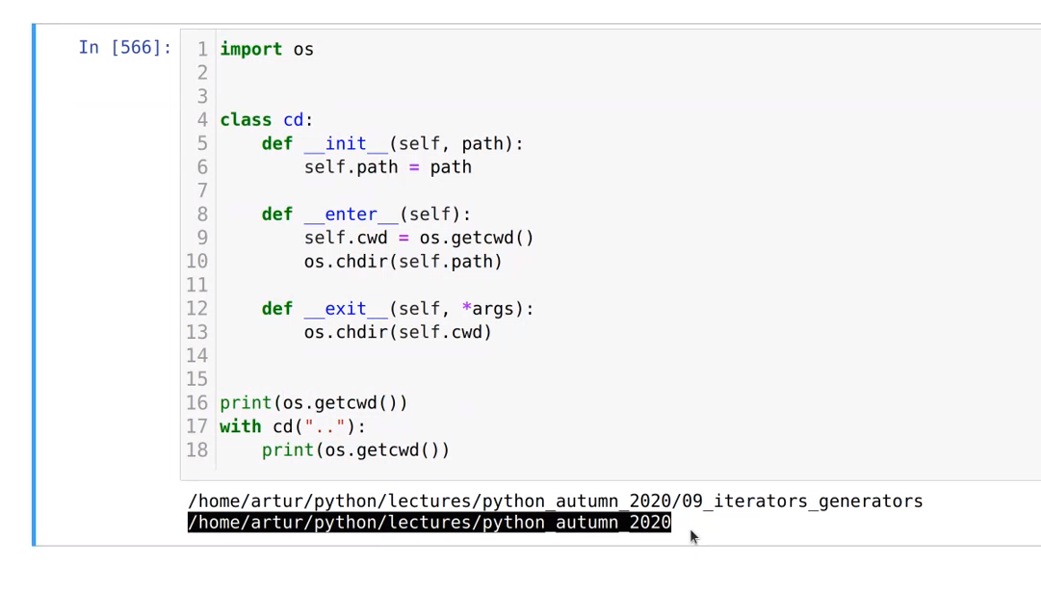 In [566]:
1 import os
2
3
4 class cd:
5     def __init__(self, path):
6         self.path = path
7
8     def __enter__(self):
9         self.cwd = os.getcwd()
10         os.chdir(self.path)
11
12     def __exit__(self, *args):
13         os.chdir(self.cwd)
14
15
16 print(os.getcwd())
17 with cd(".."):
18     print(os.getcwd())
/home/artur/python/lectures/python_autumn_2020/09_iterators_generators
/home/artur/python/lectures/python_autumn_2020